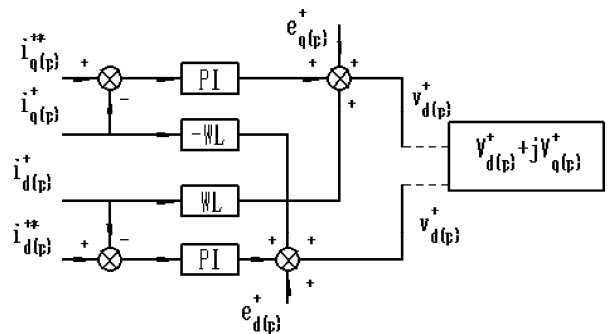 e⁺q(p)
i⁺*q(p) + PI + +
− +
i⁺q(p) -WL v⁺d(p)
V⁺d(p)+jV⁺q(p)
i⁺d(p) WL
i⁺*d(p) + − PI + + +
v⁺d(p)
+
e⁺d(p)